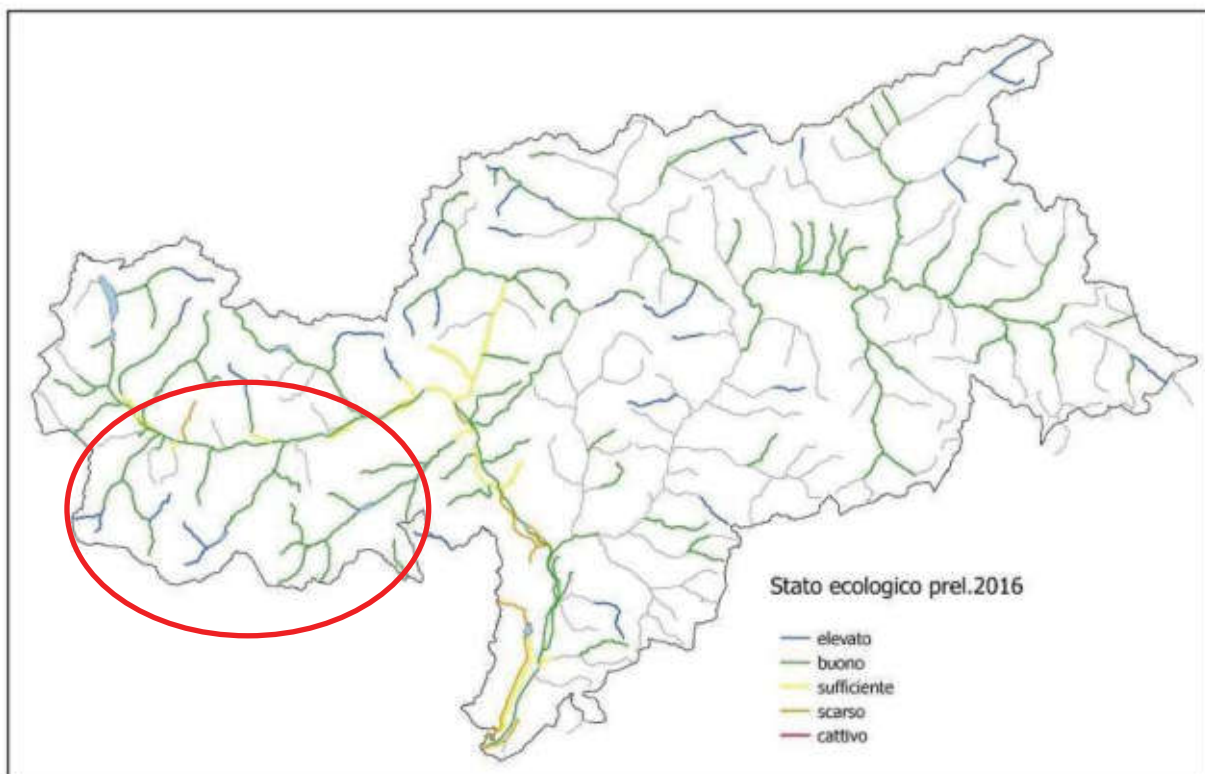 Stato ecologico prel.2016
elevato
buono
sufficiente
scarso
cattivo